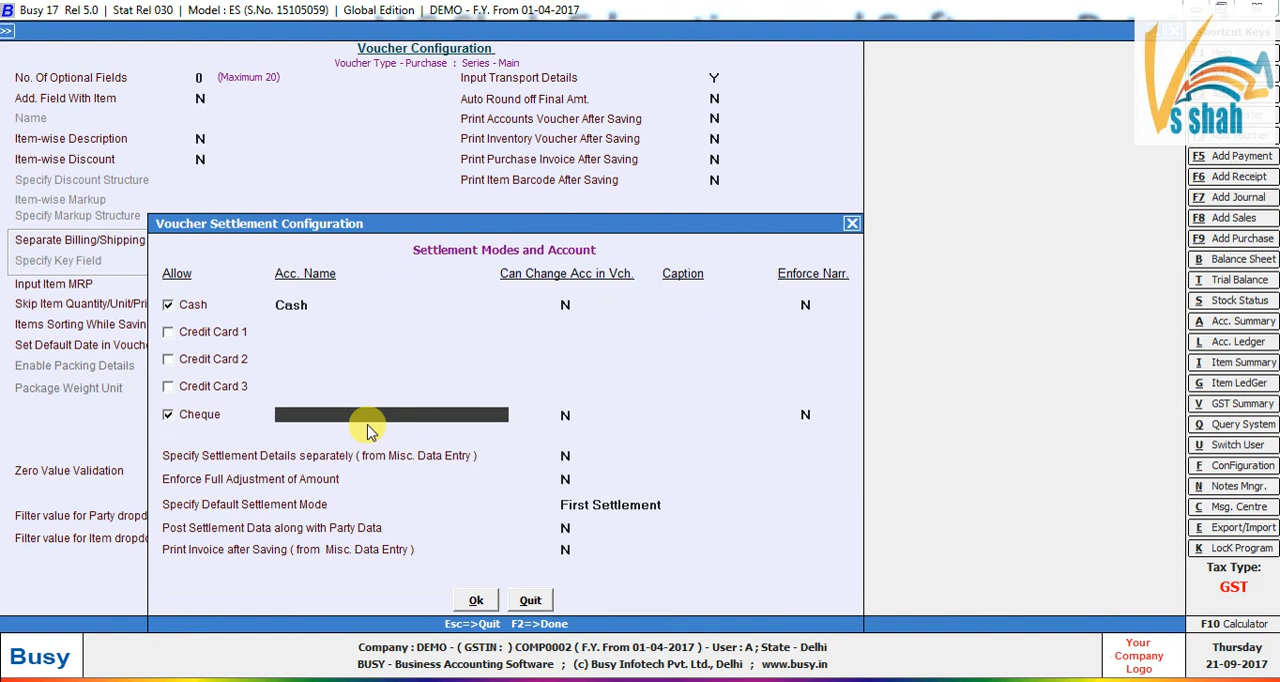 Busy 17 Rel 5.0 | Stat Rel 030 | Model : ES (S.No. 15105059) | Global Edition | DEMO - F.Y. From 01-04-2017
>>
Voucher Configuration
Voucher Type - Purchase : Series - Main
No. Of Optional Fields 0 (Maximum 20)
Add. Field With Item N
Name
Item-wise Description N
Item-wise Discount N
Specify Discount Structure
Item-wise Markup
Specify Markup Structure
Separate Billing/Shipping
Specify Key Field
Input Item MRP
Skip Item Quantity/Unit/Pri
Items Sorting While Savin
Set Default Date in Vouch
Enable Packing Details
Package Weight Unit
Zero Value Validation
Filter value for Party dropd
Filter value for Item dropdo
Input Transport Details Y
Auto Round off Final Amt. N
Print Accounts Voucher After Saving N
Print Inventory Voucher After Saving N
Print Purchase Invoice After Saving N
Print Item Barcode After Saving N
Voucher Settlement Configuration
Settlement Modes and Account
Allow Acc. Name Can Change Acc in Vch. Caption Enforce Narr.
Cash Cash N N
Credit Card 1
Credit Card 2
Credit Card 3
Cheque N N
Specify Settlement Details separately ( from Misc. Data Entry ) N
Enforce Full Adjustment of Amount N
Specify Default Settlement Mode First Settlement
Post Settlement Data along with Party Data N
Print Invoice after Saving ( from Misc. Data Entry ) N
Ok Quit
Esc=>Quit F2=>Done
Shortcut Keys
Vs shah
F5 Add Payment
F6 Add Receipt
F7 Add Journal
F8 Add Sales
F9 Add Purchase
B Balance Sheet
T Trial Balance
S Stock Status
A Acc. Summary
L Acc. Ledger
I Item Summary
G Item LedGer
V GST Summary
Q Query System
U Switch User
F ConFiguration
N Notes Mngr.
C Msg. Centre
E Export/Import
K LocK Program
Tax Type:
GST
F10 Calculator
Busy
Company : DEMO - ( GSTIN : ) COMP0002 ( F.Y. From 01-04-2017 ) - User : A ; State - Delhi
BUSY - Business Accounting Software ; (c) Busy Infotech Pvt. Ltd., Delhi ; www.busy.in
Your
Company
Logo
Thursday
21-09-2017